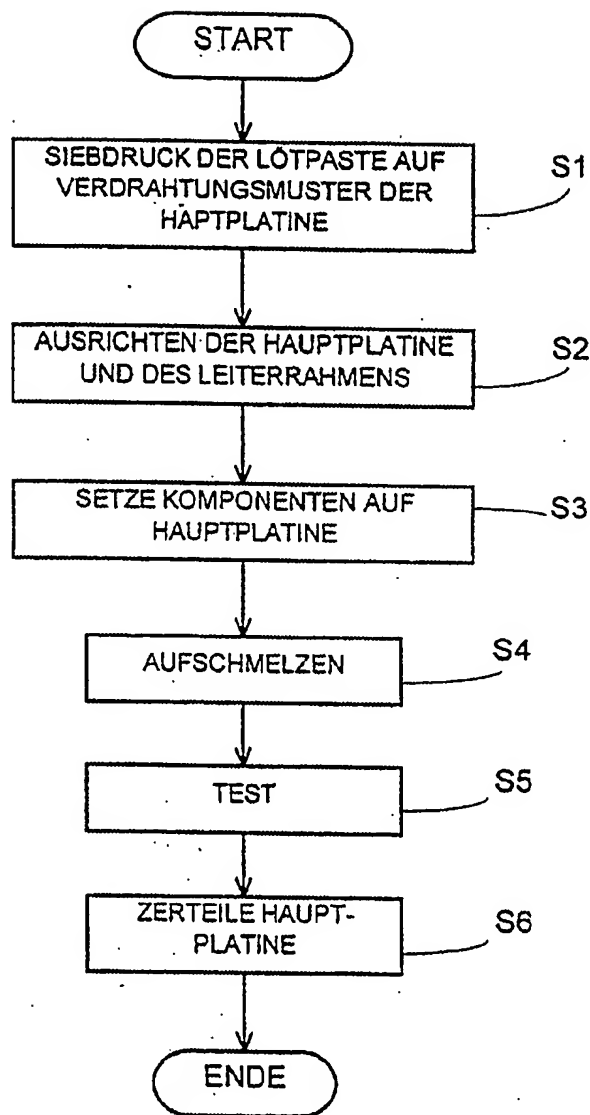 START
SIEBDRUCK DER LÖTPASTE AUF
VERDRAHTUNGSMUSTER DER
HAPTPLATINE
S1
AUSRICHTEN DER HAUPTPLATINE
UND DES LEITERRAHMENS
S2
SETZE KOMPONENTEN AUF
HAUPTPLATINE
S3
AUFSCHMELZEN
S4
TEST
S5
ZERTEILE HAUPT-
PLATINE
S6
ENDE